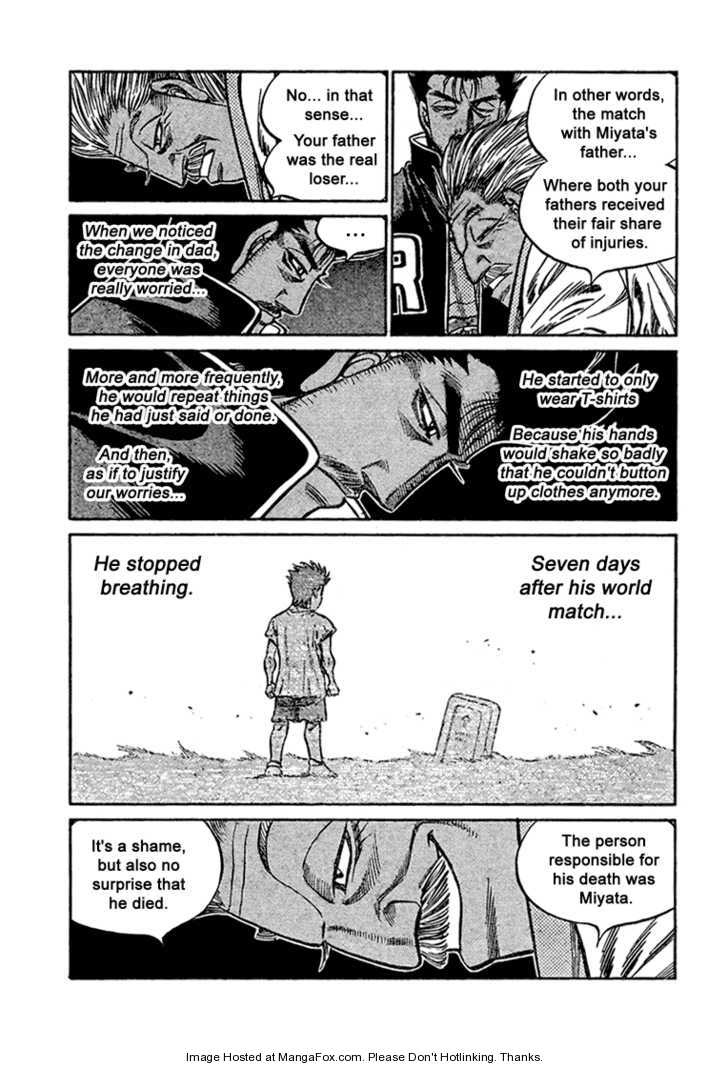 In other words,
the match
with Miyata's
father...
Where both your
fathers received
their fair share
of injuries.
No... in that
sense...
Your father
was the real
loser...
...
When we noticed
the change in dad,
everyone was
really worried...
He started to only
wear T-shirts
Because his hands
would shake so badly
that he couldn't button
up clothes anymore.
More and more frequently,
he would repeat things
he had just said or done.
And then,
as if to justify
our worries...
Seven days
after his world
match...
He stopped
breathing.
The person
responsible for
his death was
Miyata.
It's a shame,
but also no
surprise that
he died.
R
Image Hosted at MangaFox.com. Please Don't Hotlinking. Thanks.